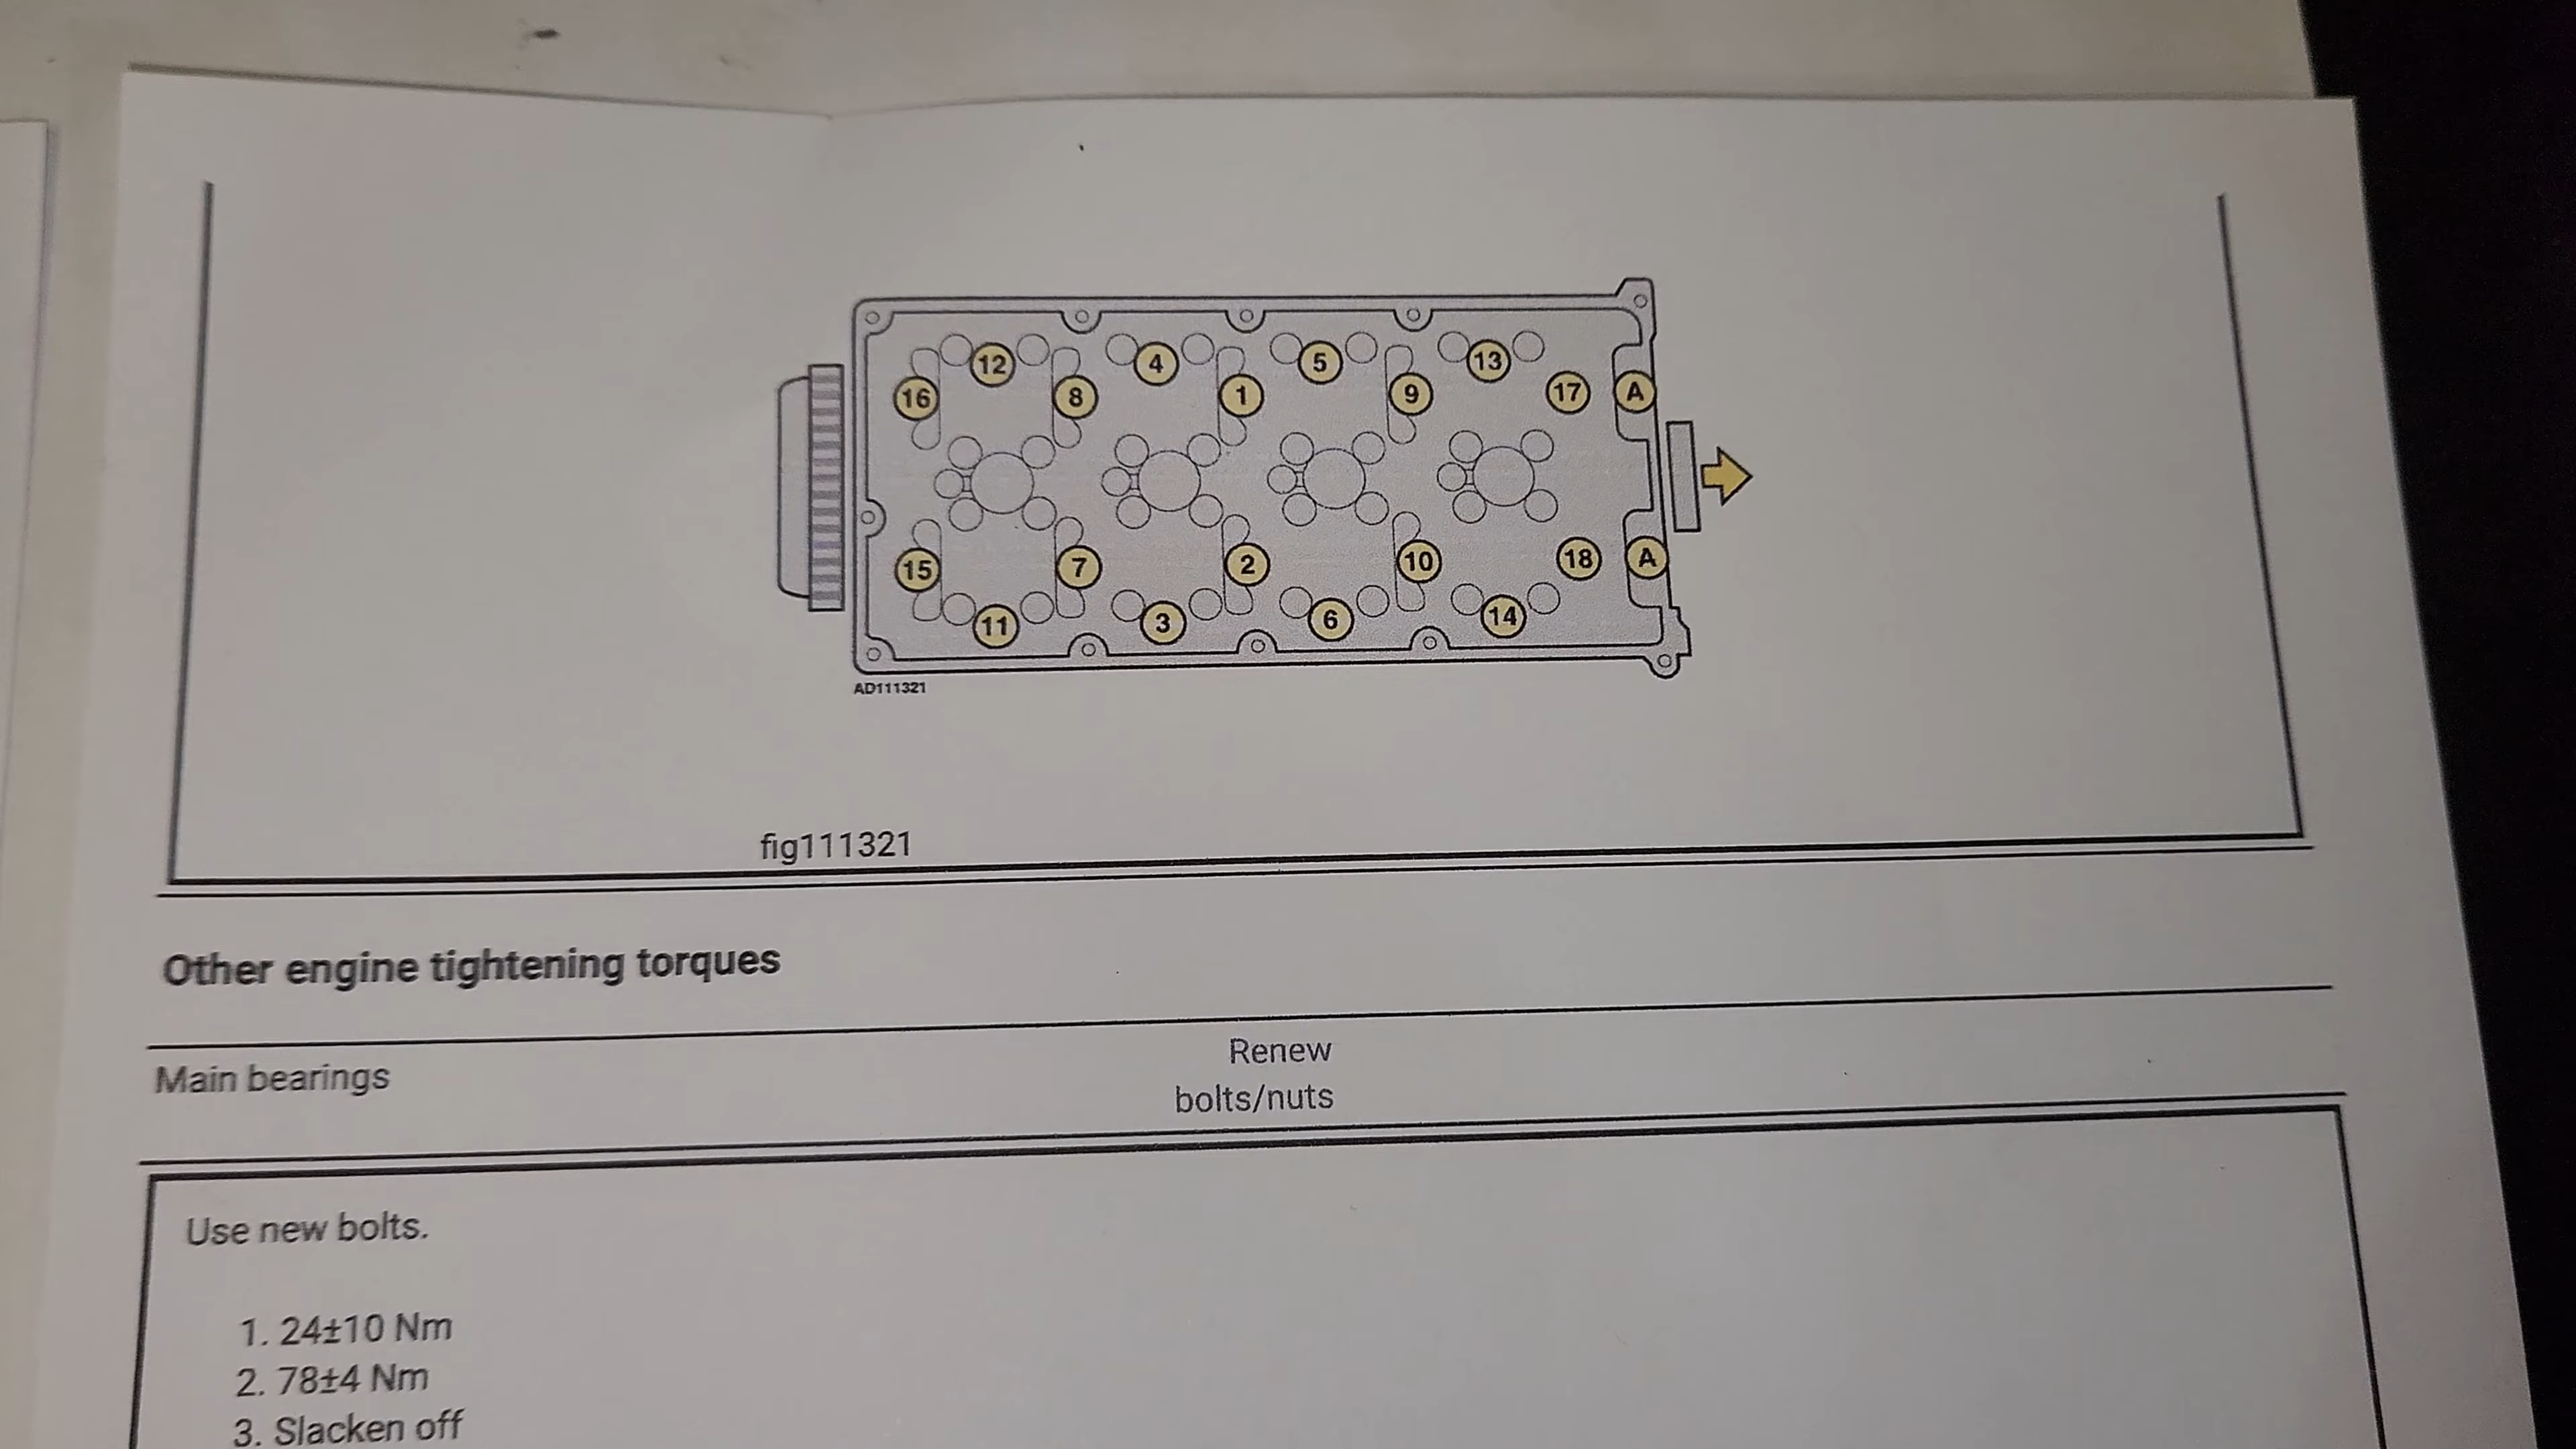 12 4 5 13
16 8 1 9 17 A
15 7 2 10 18 A
11 3 6 14
AD111321
fig111321
Other engine tightening torques
Main bearings
Renew
bolts/nuts
Use new bolts.
1. 24±10 Nm
2. 78±4 Nm
3. Slacken off